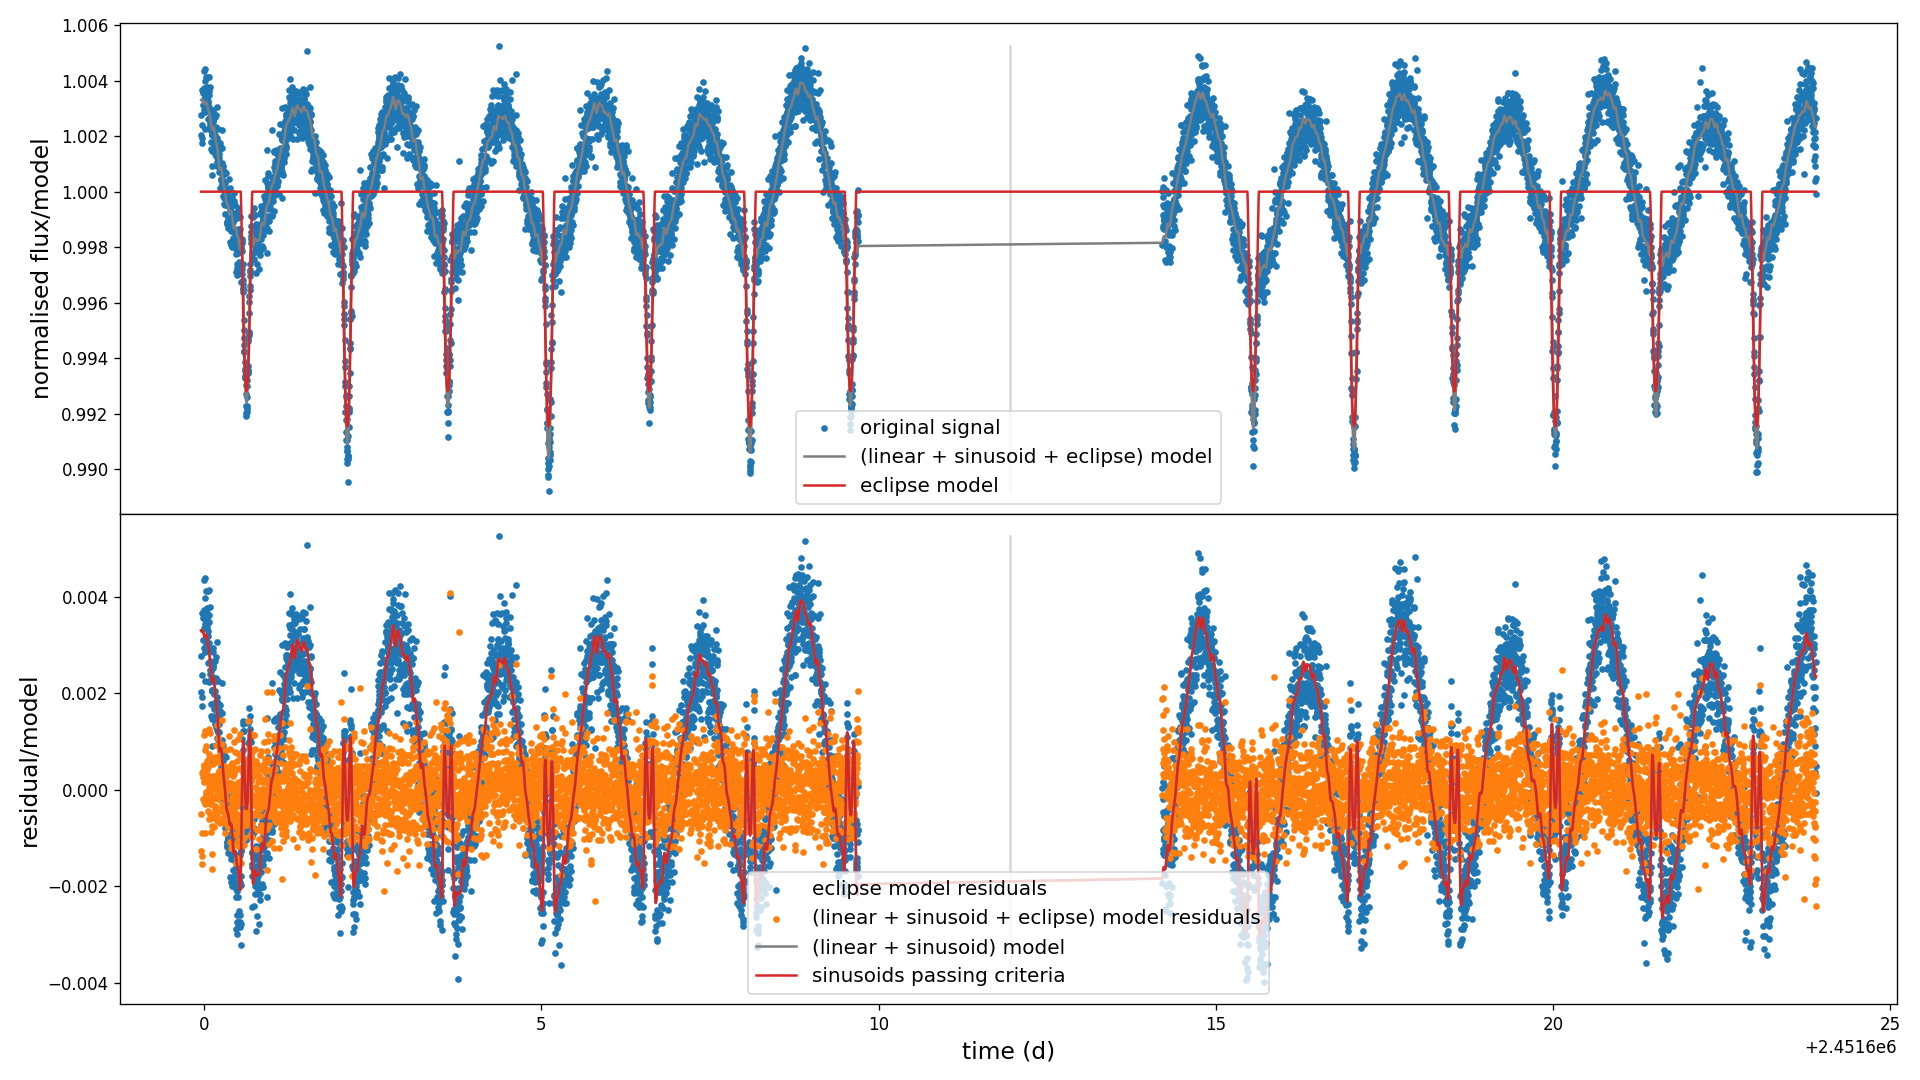 1.006
1.004
1.002
1.000
0.998
0.996
0.994
0.992
0.990
normalised flux/model
original signal
(linear + sinusoid + eclipse) model
eclipse model
0.004
0.002
0.000
−0.002
−0.004
residual/model
eclipse model residuals
(linear + sinusoid + eclipse) model residuals
(linear + sinusoid) model
sinusoids passing criteria
0
5
10
15
20
25
time (d)
+2.4516e6